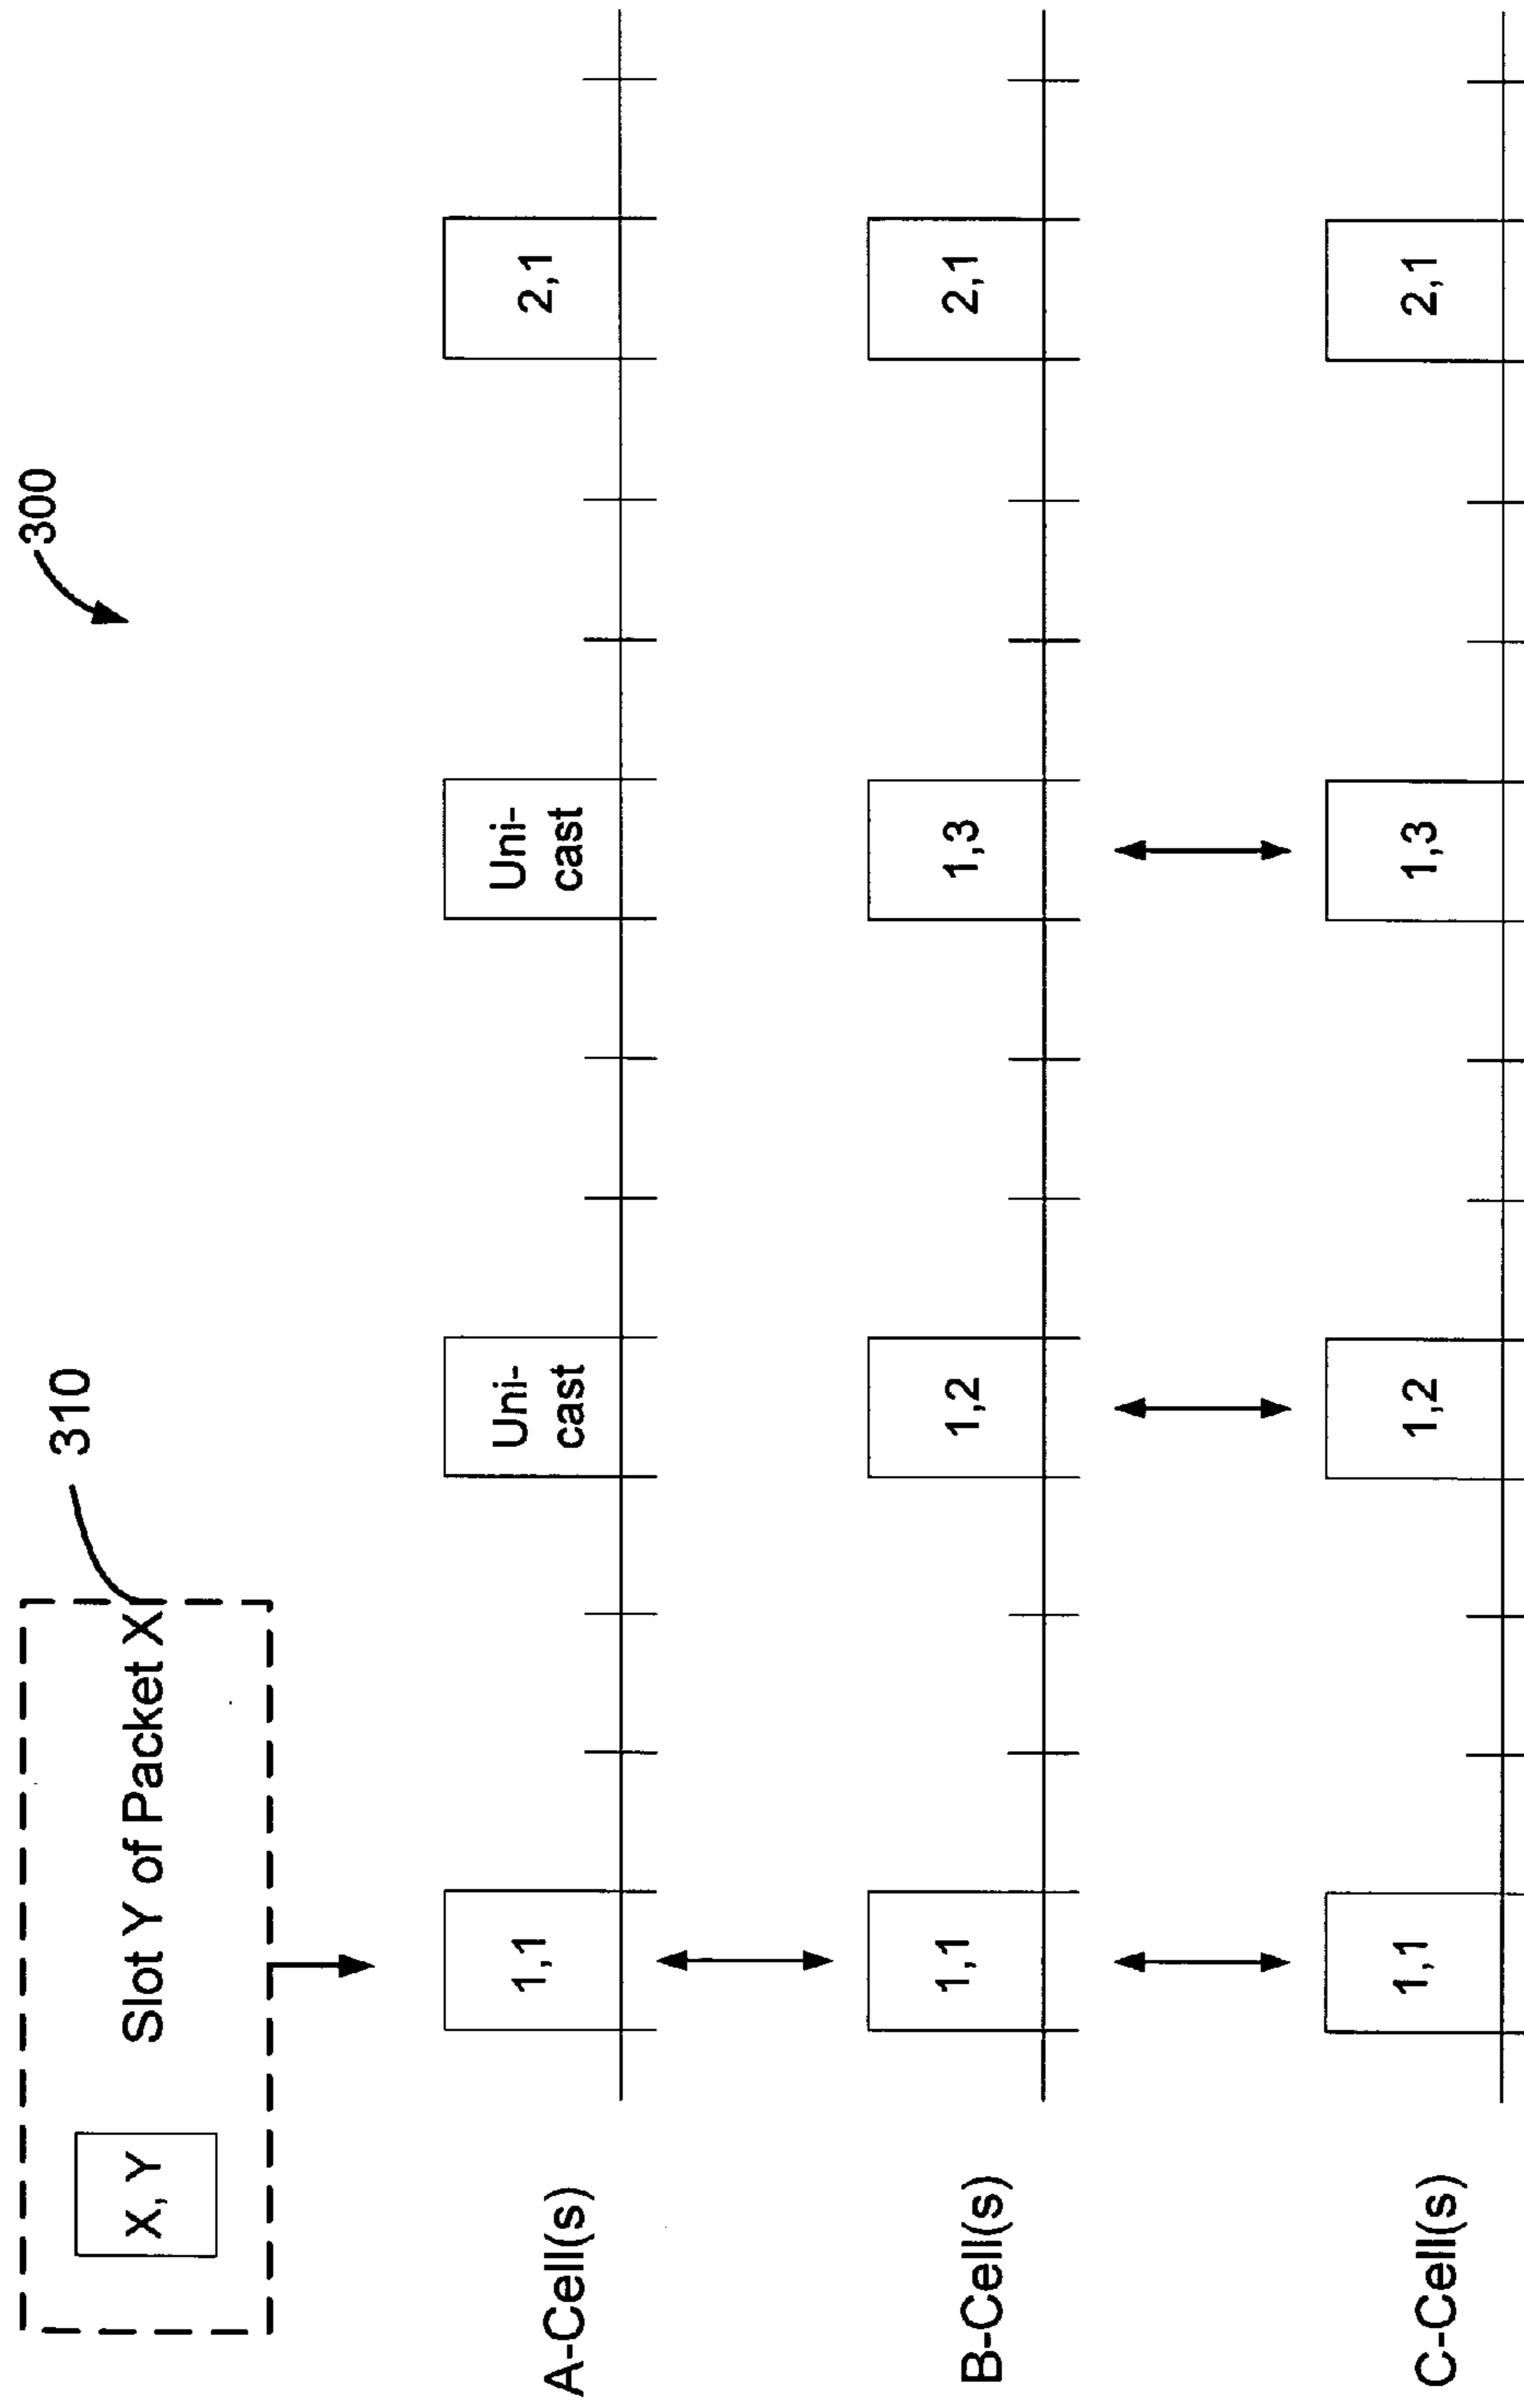 300
310
X, Y Slot Y of Packet X
A-Cell(s) 1,1 Uni-cast Uni-cast 2,1
B-Cell(s) 1,1 1,2 1,3 2,1
C-Cell(s) 1,1 1,2 1,3 2,1